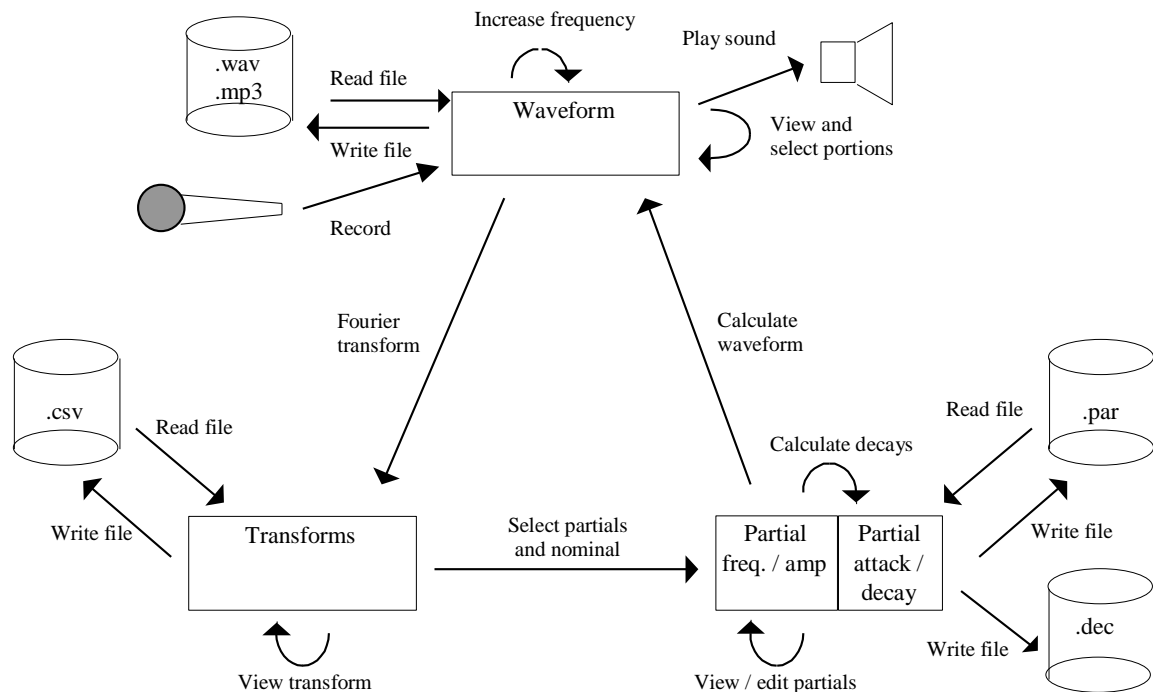 Increase frequency
Play sound
.wav
.mp3
Read file
Waveform
Write file
View and
select portions
Record
Fourier
transform
Calculate
waveform
.csv
Read file
Write file
Calculate decays
Read file
.par
Transforms
Select partials
and nominal
Partial
freq. / amp
Partial
attack /
decay
Write file
Write file
.dec
View transform
View / edit partials